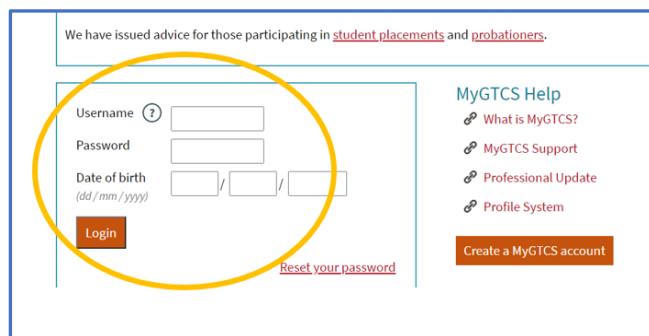 We have issued advice for those participating in student placements and probationers.
Username ?
Password
Date of birth
(dd / mm / yyyy)
/ /
Login
Reset your password
MyGTCS Help
What is MyGTCS?
MyGTCS Support
Professional Update
Profile System
Create a MyGTCS account